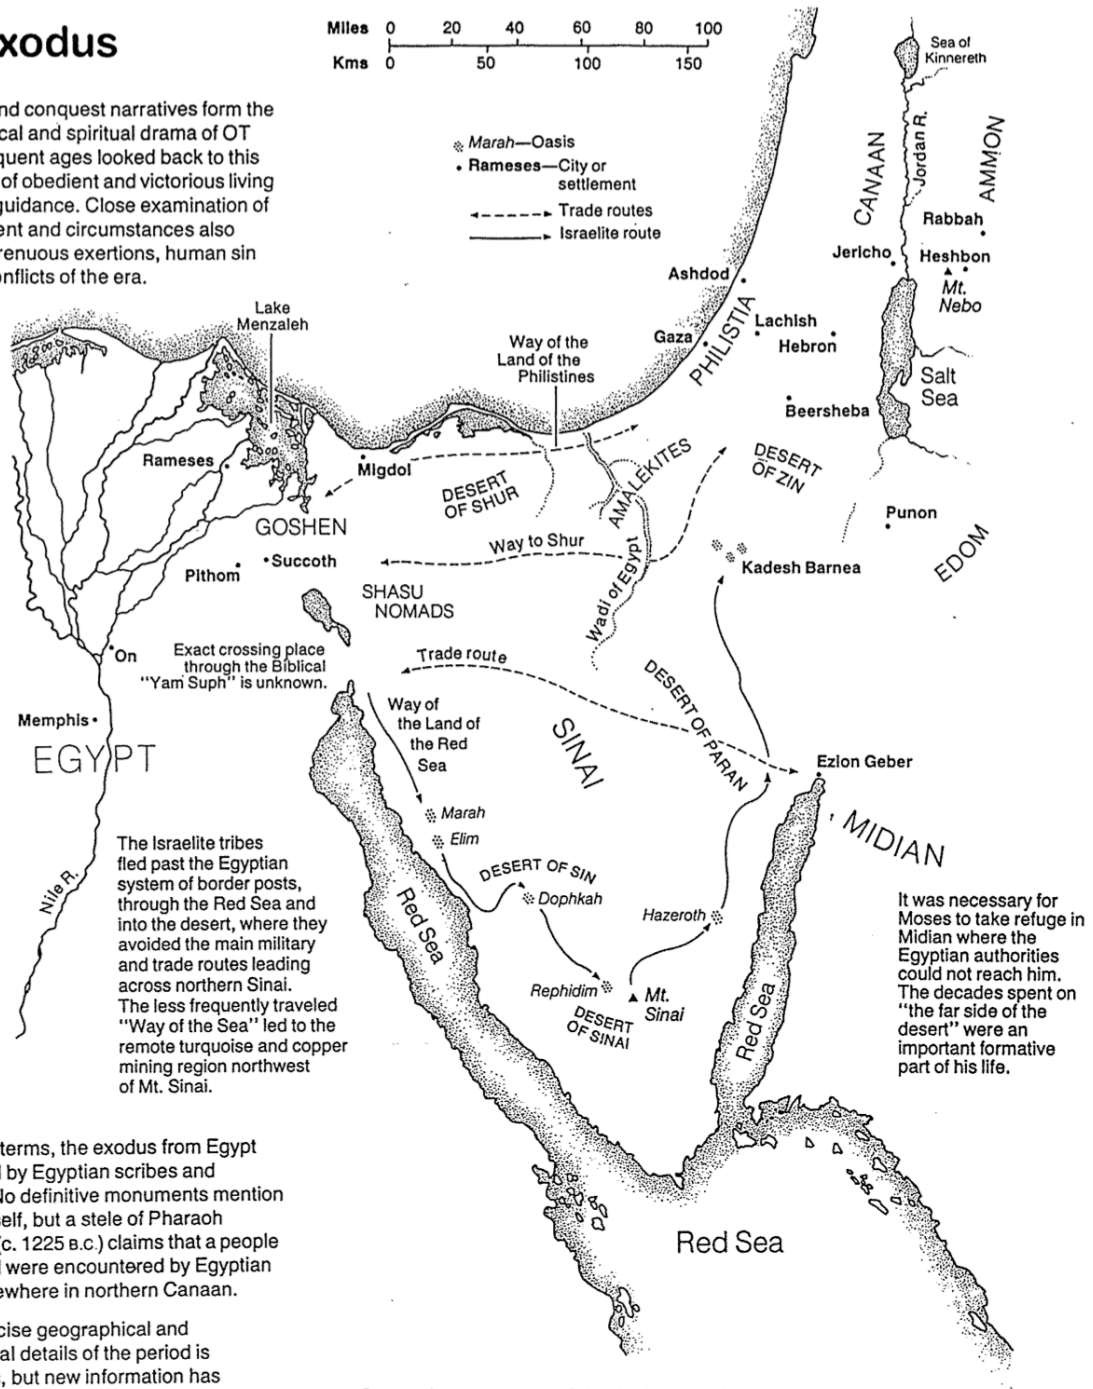 xodus
nd conquest narratives form the
cal and spiritual drama of OT
quent ages looked back to this
of obedient and victorious living
guidance. Close examination of
ent and circumstances also
renuous exertions, human sin
onflicts of the era.
Miles 0 20 40 60 80 100
Kms 0 50 100 150
Marah—Oasis
Rameses—City or
settlement
Trade routes
Israelite route
Sea of
Kinnereth
CANAAN
Jordan R.
AMMON
Rabbah
Jericho
Heshbon
Mt.
Nebo
Ashdod
Gaza
PHILISTIA
Lachish
Hebron
Salt
Sea
Beersheba
Lake
Menzaleh
Way of the
Land of the
Philistines
Rameses
Migdol
DESERT
OF SHUR
AMALEKITES
DESERT
OF ZIN
GOSHEN
Punon
EDOM
Succoth
Pithom
Way to Shur
Wadi of Egypt
Kadesh Barnea
SHASU
NOMADS
On
Exact crossing place
through the Biblical
"Yam Suph" is unknown.
Trade route
DESERT OF PARAN
Memphis
EGYPT
Way of
the Land of
the Red
Sea
SINAI
Ezion Geber
MIDIAN
Marah
Elim
DESERT OF SIN
Dophkah
Hazeroth
Rephidim
Mt.
Sinai
DESERT
OF SINAI
Nile R.
Red Sea
Red Sea
The Israelite tribes
fled past the Egyptian
system of border posts,
through the Red Sea and
into the desert, where they
avoided the main military
and trade routes leading
across northern Sinai.
The less frequently traveled
"Way of the Sea" led to the
remote turquoise and copper
mining region northwest
of Mt. Sinai.
It was necessary for
Moses to take refuge in
Midian where the
Egyptian authorities
could not reach him.
The decades spent on
"the far side of the
desert" were an
important formative
part of his life.
Red Sea
terms, the exodus from Egypt
l by Egyptian scribes and
No definitive monuments mention
self, but a stele of Pharaoh
(c. 1225 B.C.) claims that a people
l were encountered by Egyptian
ewhere in northern Canaan.
cise geographical and
al details of the period is
, but new information has